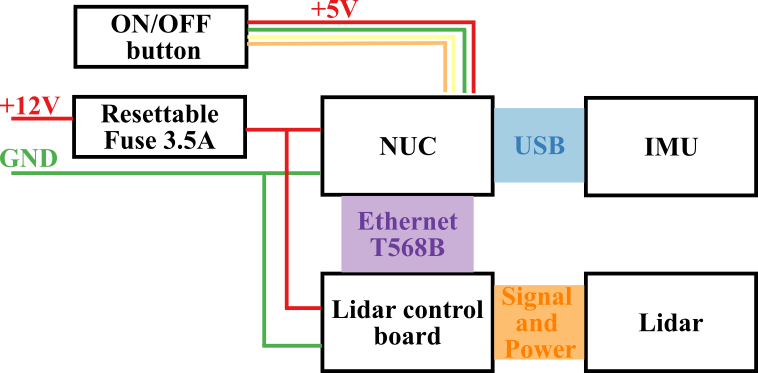 ON/OFF
button
+5V
+12V
Resettable
Fuse 3.5A
GND
NUC
USB
IMU
Ethernet
T568B
Lidar control
board
Signal
and
Power
Lidar